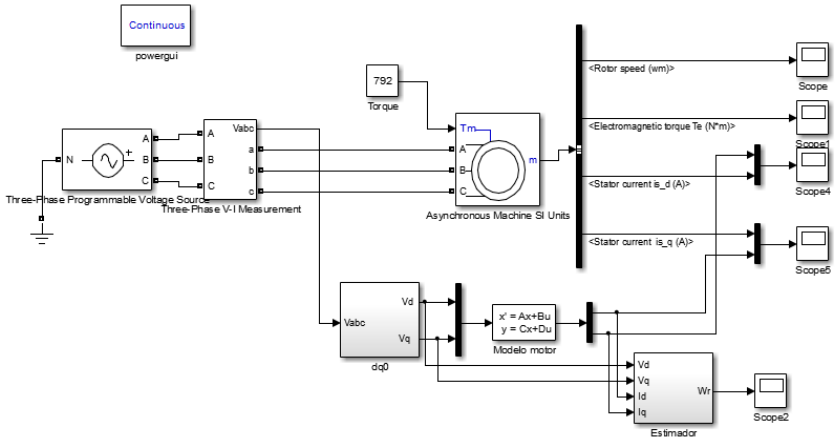 Continuous
powergui
792
Torque
Scope
<Rotor speed (wm)>
Scope1
<Electromagnetic torque Te (N*m)>
N
A
B
C
Three-Phase Programmable Voltage Source
A
B
C
Vabc
a
b
c
Three-Phase V-I Measurement
Tm
A
B
C
m
Asynchronous Machine SI Units
<Stator current is_d (A)>
Scope4
<Stator current is_q (A)>
Scope5
Vabc
Vd
Vq
dq0
x' = Ax+Bu
y = Cx+Du
Modelo motor
Vd
Vq
Id
Iq
Wr
Estimador
Scope2